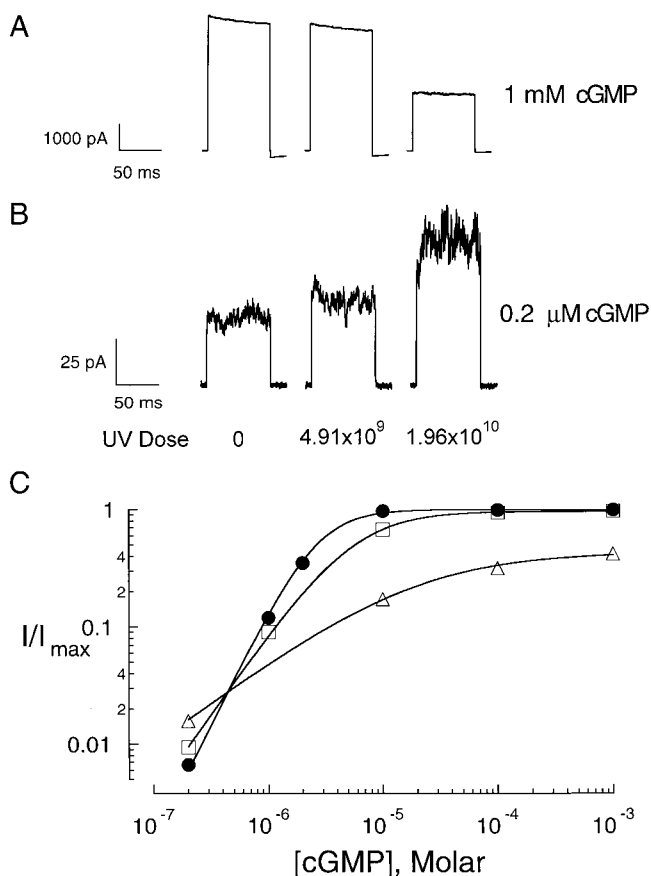 A
1 mM cGMP
1000 pA
50 ms
B
0.2 µM cGMP
25 pA
50 ms
UV Dose 0 4.91x10^9 1.96x10^10
C
1
4
2
0.1
4
2
0.01
I/I_max
10^-7 10^-6 10^-5 10^-4 10^-3
[cGMP], Molar